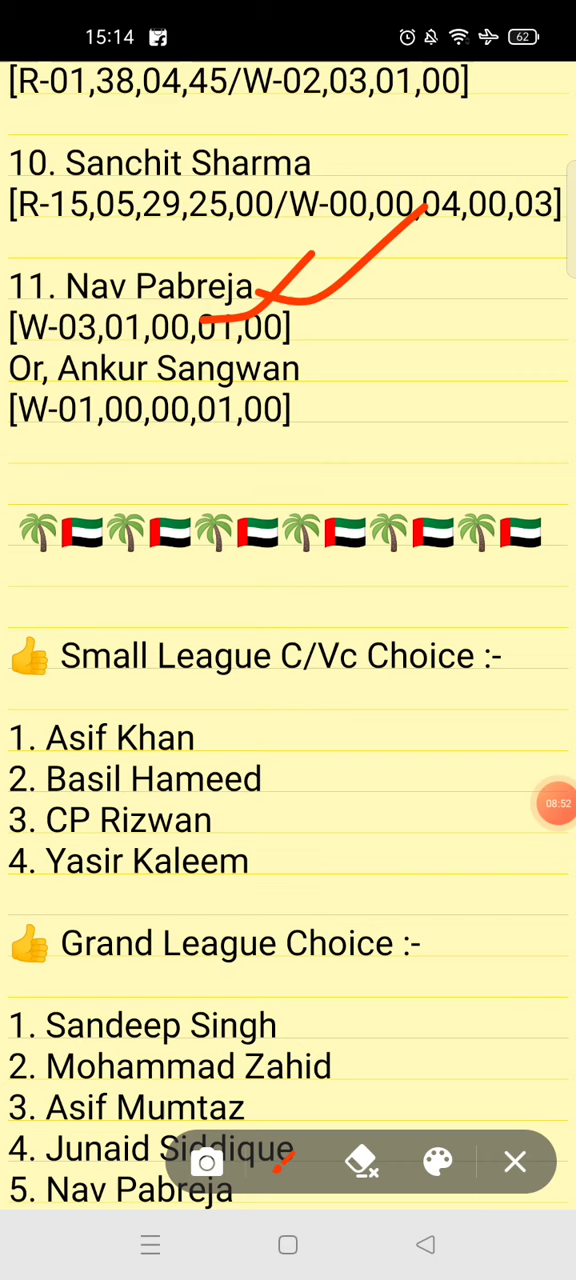 15:14
62
[R-01,38,04,45/W-02,03,01,00]
10. Sanchit Sharma
[R-15,05,29,25,00/W-00,00,04,00,03]
11. Nav Pabreja
[W-03,01,00,01,00]
Or, Ankur Sangwan
[W-01,00,00,01,00]
👍 Small League C/Vc Choice :-
1. Asif Khan
2. Basil Hameed
08:52
3. CP Rizwan
4. Yasir Kaleem
👍 Grand League Choice :-
1. Sandeep Singh
2. Mohammad Zahid
3. Asif Mumtaz
4. Junaid Siddique
5. Nav Pabreja